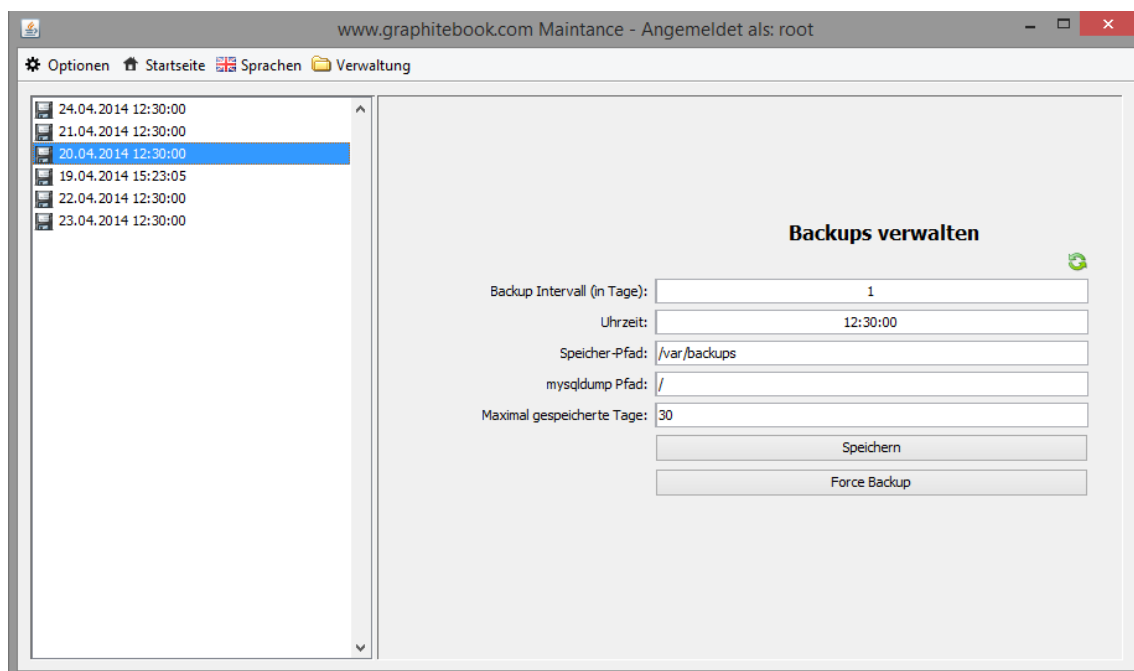 www.graphitebook.com Maintance - Angemeldet als: root
Optionen Startseite Sprachen Verwaltung
24.04.2014 12:30:00
21.04.2014 12:30:00
20.04.2014 12:30:00
19.04.2014 15:23:05
22.04.2014 12:30:00
23.04.2014 12:30:00
Backups verwalten
Backup Intervall (in Tage): 1
Uhrzeit: 12:30:00
Speicher-Pfad: /var/backups
mysqldump Pfad: /
Maximal gespeicherte Tage: 30
Speichern
Force Backup